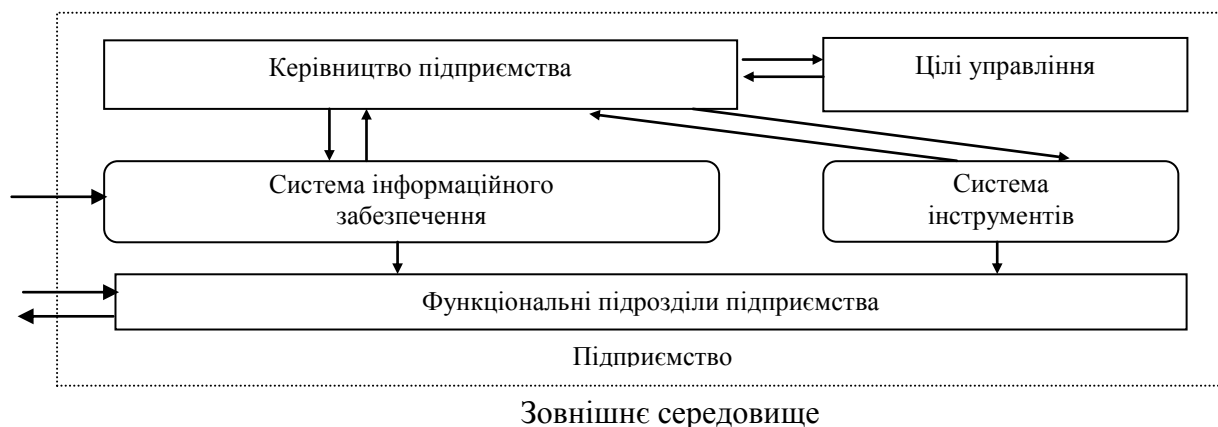 Керівництво підприємства
Цілі управління
Система інформаційного
забезпечення
Система
інструментів
Функціональні підрозділи підприємства
Підприємство
Зовнішнє середовище